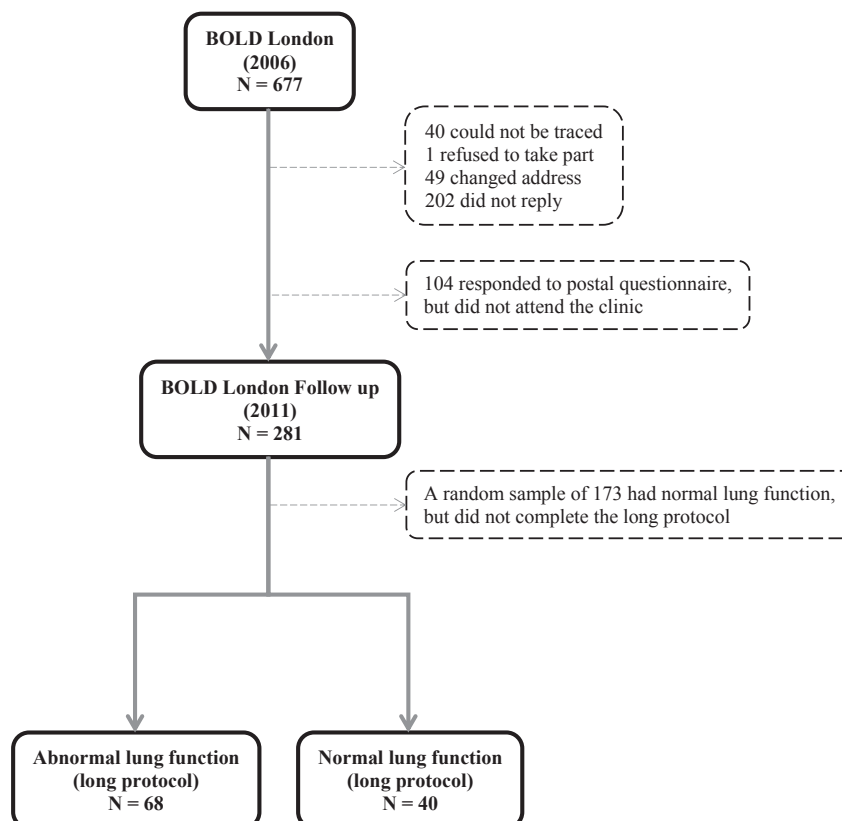 BOLD London
(2006)
N = 677
40 could not be traced
1 refused to take part
49 changed address
202 did not reply
104 responded to postal questionnaire,
but did not attend the clinic
BOLD London Follow up
(2011)
N = 281
A random sample of 173 had normal lung function,
but did not complete the long protocol
Abnormal lung function
(long protocol)
N = 68
Normal lung function
(long protocol)
N = 40